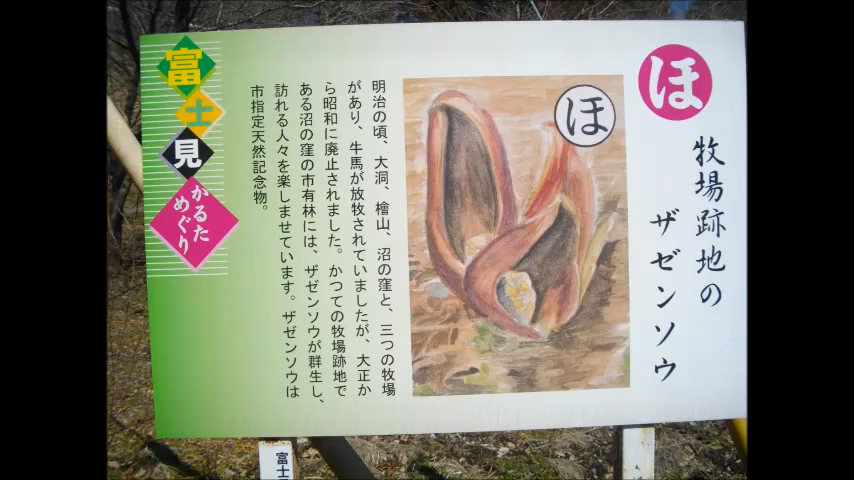 ほ
牧場跡地の
ザゼンソウ
ほ
明治の頃、大洞、檜山、沼の窪と、三つの牧場
があり、牛馬が放牧されていましたが、大正か
ら昭和に廃止されました。かつての牧場跡地で
ある沼の窪の市有林には、ザゼンソウが群生し、
訪れる人々を楽しませています。ザゼンソウは
市指定天然記念物。
富士見
かるた
めぐり
富士